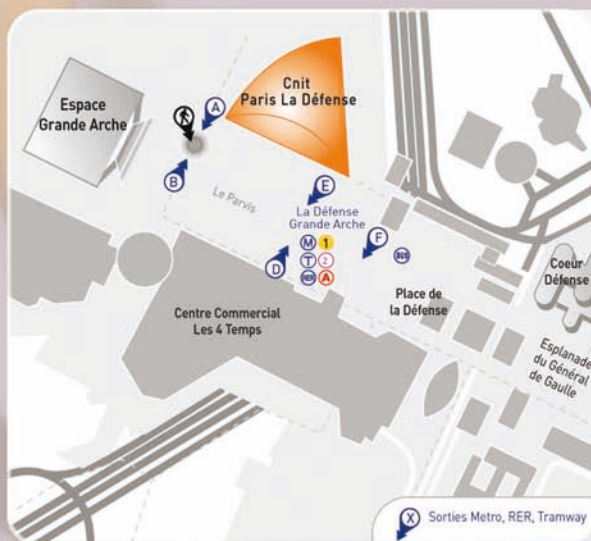 Cnit
Paris La Défense
Espace
Grande Arche
A
B
Le Parvis
E
La Défense
Grande Arche
M 1
T 2
RER A
D
F
BUS
Coeur
Défense
Place de
la Défense
Centre Commercial
Les 4 Temps
Esplanade
du Général
de Gaulle
X Sorties Metro, RER, Tramway